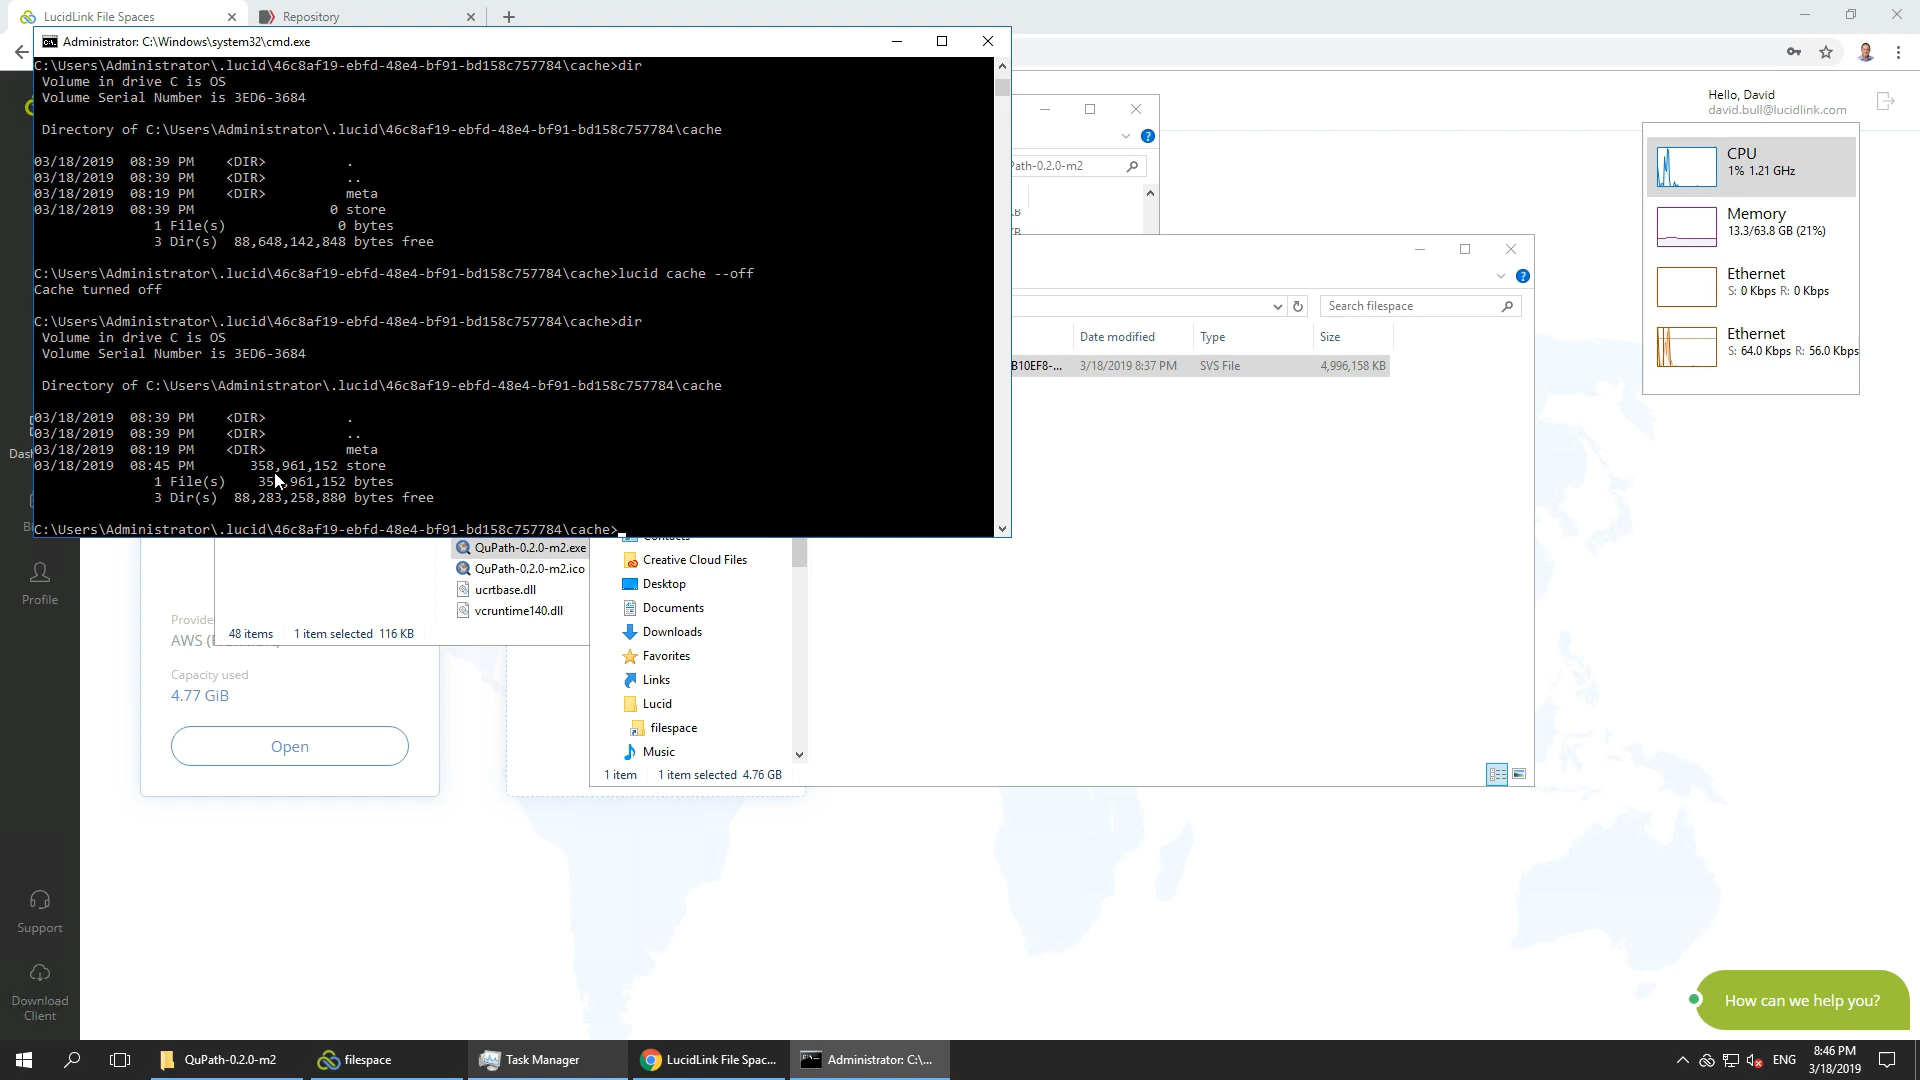 LucidLink File Spaces
Repository
Administrator: C:\Windows\system32\cmd.exe
C:\Users\Administrator\.lucid\46c8af19-ebfd-48e4-bf91-bd158c757784\cache>dir
Volume in drive C is OS
Volume Serial Number is 3ED6-3684
Directory of C:\Users\Administrator\.lucid\46c8af19-ebfd-48e4-bf91-bd158c757784\cache
03/18/2019 08:39 PM <DIR> .
03/18/2019 08:39 PM <DIR> ..
03/18/2019 08:19 PM <DIR> meta
03/18/2019 08:39 PM 0 store
1 File(s) 0 bytes
3 Dir(s) 88,648,142,848 bytes free
C:\Users\Administrator\.lucid\46c8af19-ebfd-48e4-bf91-bd158c757784\cache>lucid cache --off
Cache turned off
C:\Users\Administrator\.lucid\46c8af19-ebfd-48e4-bf91-bd158c757784\cache>dir
Volume in drive C is OS
Volume Serial Number is 3ED6-3684
Directory of C:\Users\Administrator\.lucid\46c8af19-ebfd-48e4-bf91-bd158c757784\cache
03/18/2019 08:39 PM <DIR> .
03/18/2019 08:39 PM <DIR> ..
03/18/2019 08:19 PM <DIR> meta
03/18/2019 08:45 PM 358,961,152 store
1 File(s) 358,961,152 bytes
3 Dir(s) 88,283,258,880 bytes free
C:\Users\Administrator\.lucid\46c8af19-ebfd-48e4-bf91-bd158c757784\cache>
Path-0.2.0-m2
Hello, David
david.bull@lucidlink.com
CPU
1% 1.21 GHz
Memory
13.3/63.8 GB (21%)
Ethernet
S: 0 Kbps R: 0 Kbps
Ethernet
S: 64.0 Kbps R: 56.0 Kbps
Search filespace
Date modified Type Size
B10EF8-... 3/18/2019 8:37 PM SVS File 4,996,158 KB
QuPath-0.2.0-m2.exe
QuPath-0.2.0-m2.ico
ucrtbase.dll
vcruntime140.dll
48 items 1 item selected 116 KB
Creative Cloud Files
Desktop
Documents
Downloads
Favorites
Links
Lucid
filespace
Music
1 item 1 item selected 4.76 GB
Profile
Provide
AWS
Capacity used
4.77 GiB
Open
Support
Download
Client
How can we help you?
QuPath-0.2.0-m2
filespace
Task Manager
LucidLink File Spac...
Administrator: C:\...
ENG
8:46 PM
3/18/2019